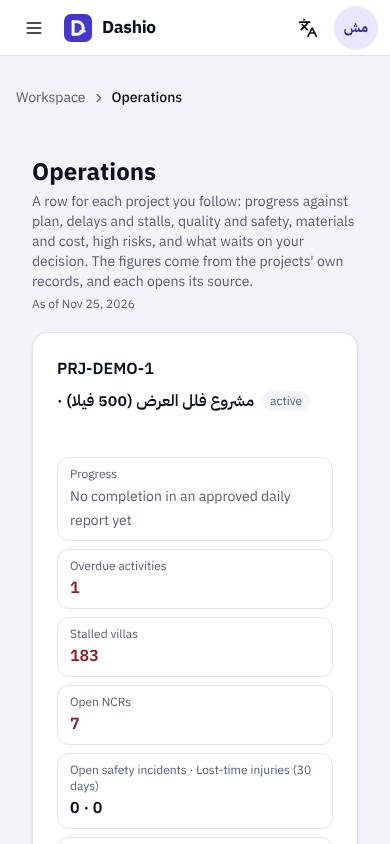 Dashio
مش
Workspace > Operations
Operations
A row for each project you follow: progress against
plan, delays and stalls, quality and safety, materials
and cost, high risks, and what waits on your
decision. The figures come from the projects' own
records, and each opens its source.
As of Nov 25, 2026
PRJ-DEMO-1
· مشروع فلل العرض (500 فيلا) active
Progress
No completion in an approved daily
report yet
Overdue activities
1
Stalled villas
183
Open NCRs
7
Open safety incidents · Lost-time injuries (30
days)
0 · 0